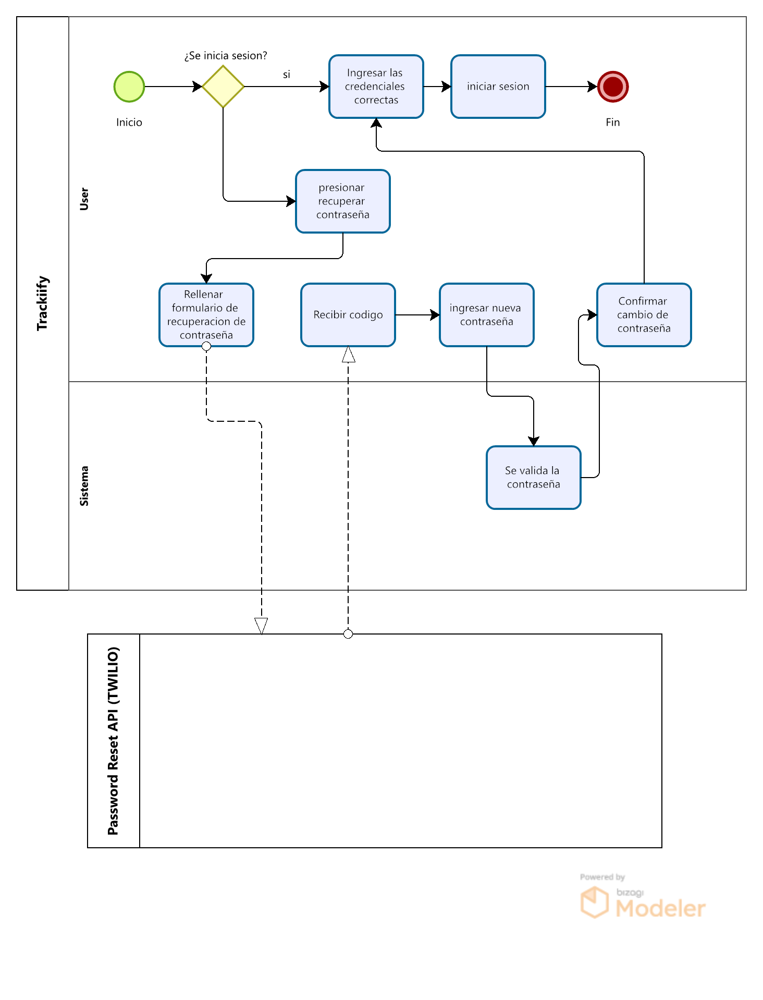 ¿Se inicia sesion?
si
Ingresar las
credenciales
correctas
iniciar sesion
Inicio
Fin
User
presionar
recuperar
contraseña
Trackiify
Rellenar
formulario de
recuperacion de
contraseña
Recibir codigo
ingresar nueva
contraseña
Confirmar
cambio de
contraseña
Sistema
Se valida la
contraseña
Password Reset API (TWILIO)
Powered by
bizagi
Modeler